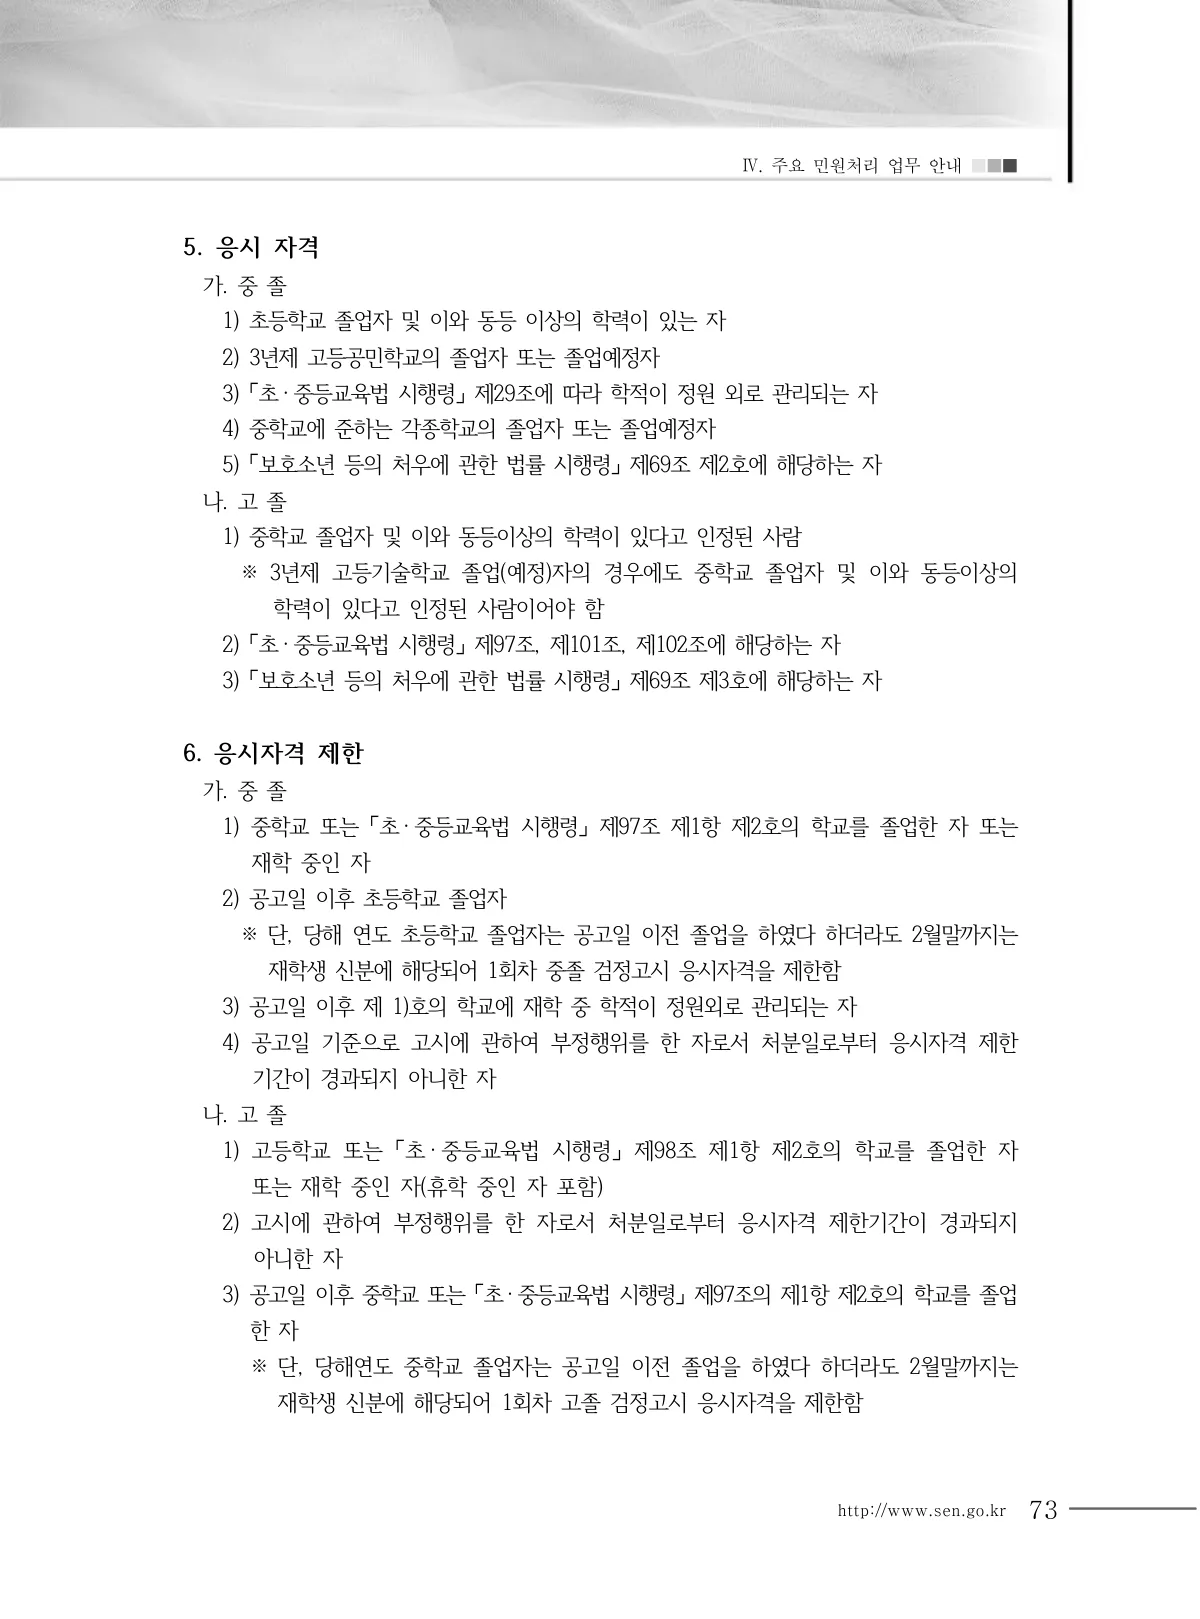 Ⅳ. 주요 민원처리 업무 안내
5. 응시 자격
가. 중 졸
1) 초등학교 졸업자 및 이와 동등 이상의 학력이 있는 자
2) 3년제 고등공민학교의 졸업자 또는 졸업예정자
3) 「초·중등교육법 시행령」 제29조에 따라 학적이 정원 외로 관리되는 자
4) 중학교에 준하는 각종학교의 졸업자 또는 졸업예정자
5) 「보호소년 등의 처우에 관한 법률 시행령」 제69조 제2호에 해당하는 자
나. 고 졸
1) 중학교 졸업자 및 이와 동등이상의 학력이 있다고 인정된 사람
※ 3년제 고등기술학교 졸업(예정)자의 경우에도 중학교 졸업자 및 이와 동등이상의
학력이 있다고 인정된 사람이어야 함
2) 「초·중등교육법 시행령」 제97조, 제101조, 제102조에 해당하는 자
3) 「보호소년 등의 처우에 관한 법률 시행령」 제69조 제3호에 해당하는 자
6. 응시자격 제한
가. 중 졸
1) 중학교 또는 「초·중등교육법 시행령」 제97조 제1항 제2호의 학교를 졸업한 자 또는
재학 중인 자
2) 공고일 이후 초등학교 졸업자
※ 단, 당해 연도 초등학교 졸업자는 공고일 이전 졸업을 하였다 하더라도 2월말까지는
재학생 신분에 해당되어 1회차 중졸 검정고시 응시자격을 제한함
3) 공고일 이후 제 1)호의 학교에 재학 중 학적이 정원외로 관리되는 자
4) 공고일 기준으로 고시에 관하여 부정행위를 한 자로서 처분일로부터 응시자격 제한
기간이 경과되지 아니한 자
나. 고 졸
1) 고등학교 또는 「초·중등교육법 시행령」 제98조 제1항 제2호의 학교를 졸업한 자
또는 재학 중인 자(휴학 중인 자 포함)
2) 고시에 관하여 부정행위를 한 자로서 처분일로부터 응시자격 제한기간이 경과되지
아니한 자
3) 공고일 이후 중학교 또는 「초·중등교육법 시행령」 제97조의 제1항 제2호의 학교를 졸업
한 자
※ 단, 당해연도 중학교 졸업자는 공고일 이전 졸업을 하였다 하더라도 2월말까지는
재학생 신분에 해당되어 1회차 고졸 검정고시 응시자격을 제한함
http://www.sen.go.kr 73